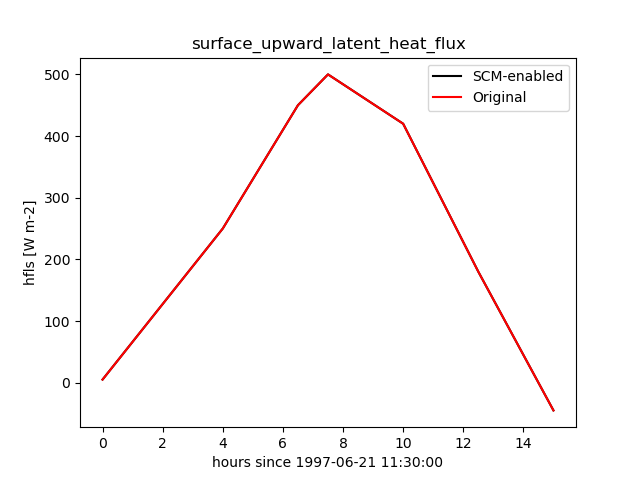 surface_upward_latent_heat_flux
SCM-enabled
Original
500
400
300
200
100
0
hfls [W m-2]
0 2 4 6 8 10 12 14
hours since 1997-06-21 11:30:00